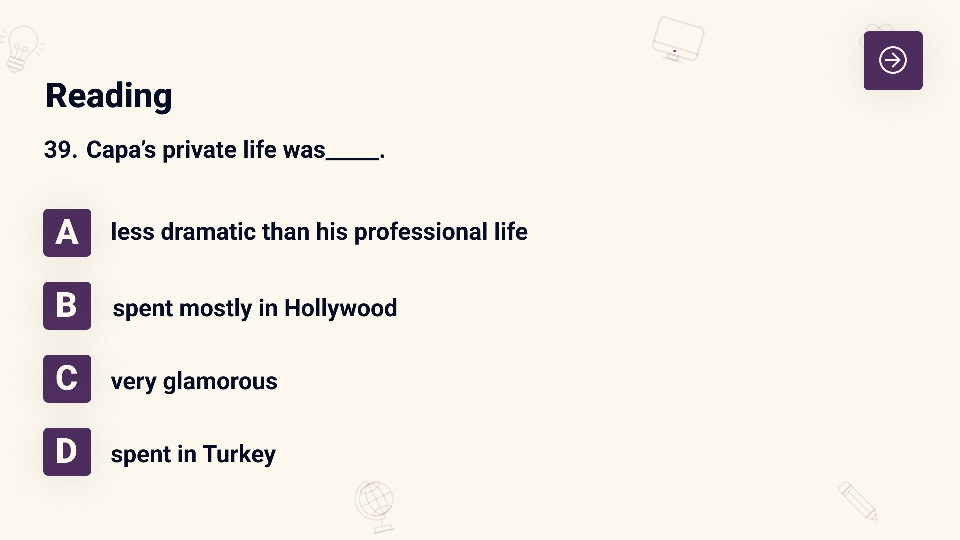 Reading
39. Capa’s private life was_____.
A less dramatic than his professional life
B spent mostly in Hollywood
C very glamorous
D spent in Turkey